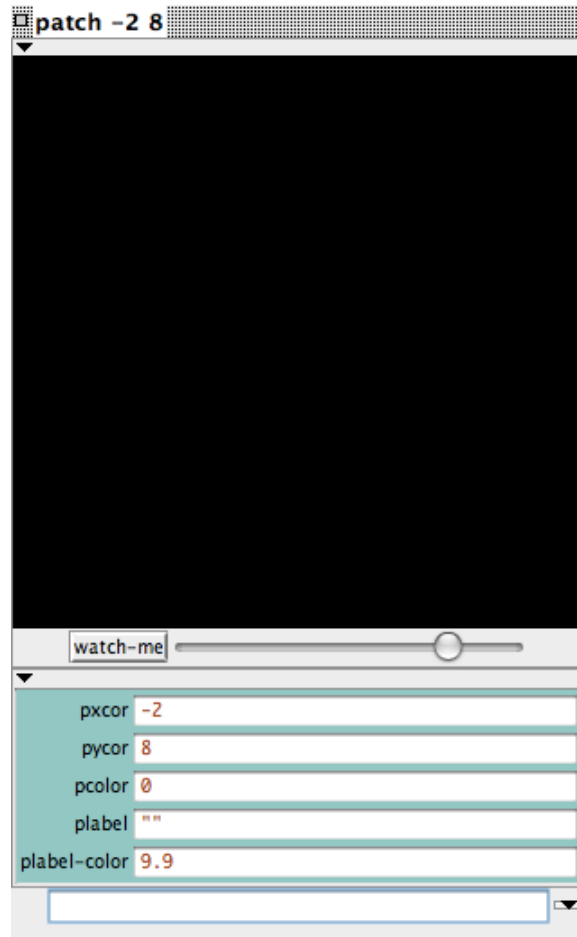 patch -2 8
watch-me
pxcor -2
pycor 8
pcolor 0
plabel ""
plabel-color 9.9